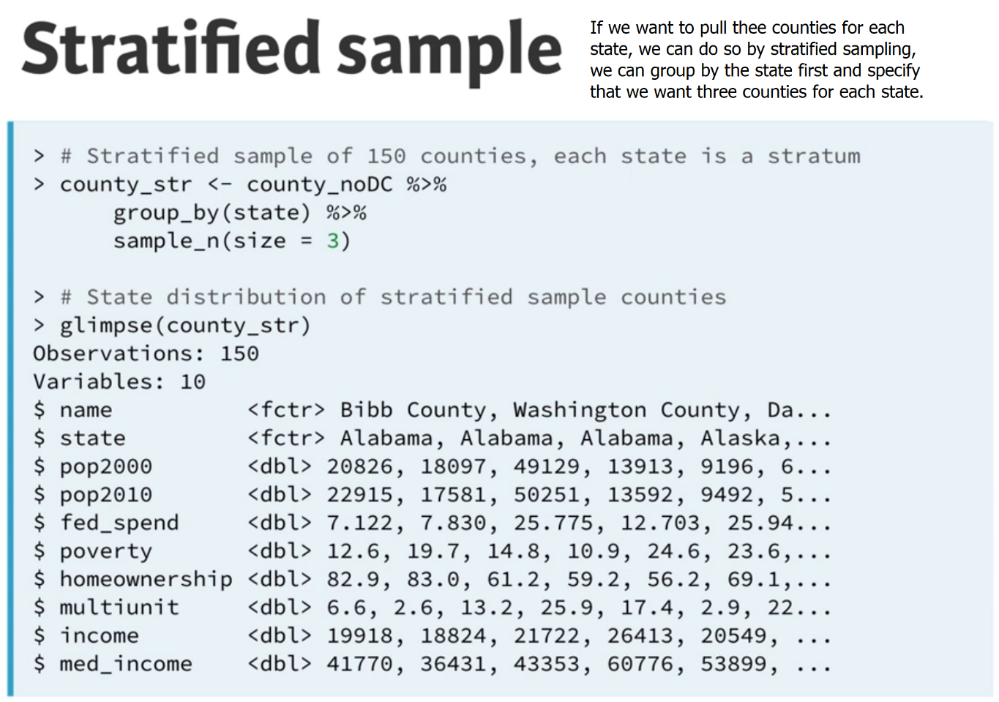 Stratified sample
If we want to pull thee counties for each
state, we can do so by stratified sampling,
we can group by the state first and specify
that we want three counties for each state.
> # Stratified sample of 150 counties, each state is a stratum
> county_str <- county_noDC %>%
group_by(state) %>%
sample_n(size = 3)
> # State distribution of stratified sample counties
> glimpse(county_str)
Observations: 150
Variables: 10
$ name <fctr> Bibb County, Washington County, Da...
$ state <fctr> Alabama, Alabama, Alabama, Alaska,...
$ pop2000 <dbl> 20826, 18097, 49129, 13913, 9196, 6...
$ pop2010 <dbl> 22915, 17581, 50251, 13592, 9492, 5...
$ fed_spend <dbl> 7.122, 7.830, 25.775, 12.703, 25.94...
$ poverty <dbl> 12.6, 19.7, 14.8, 10.9, 24.6, 23.6,...
$ homeownership <dbl> 82.9, 83.0, 61.2, 59.2, 56.2, 69.1,...
$ multiunit <dbl> 6.6, 2.6, 13.2, 25.9, 17.4, 2.9, 22...
$ income <dbl> 19918, 18824, 21722, 26413, 20549, ...
$ med_income <dbl> 41770, 36431, 43353, 60776, 53899, ...